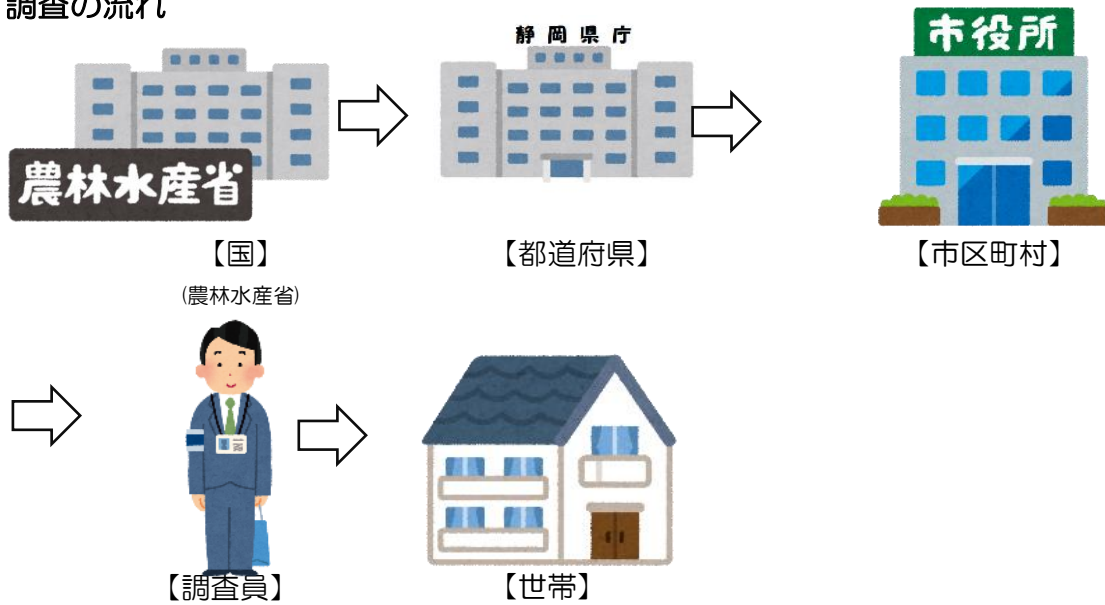 調査の流れ
静岡県庁
市役所
農林水産省
【国】
【都道府県】
【市区町村】
(農林水産省)
【調査員】
【世帯】